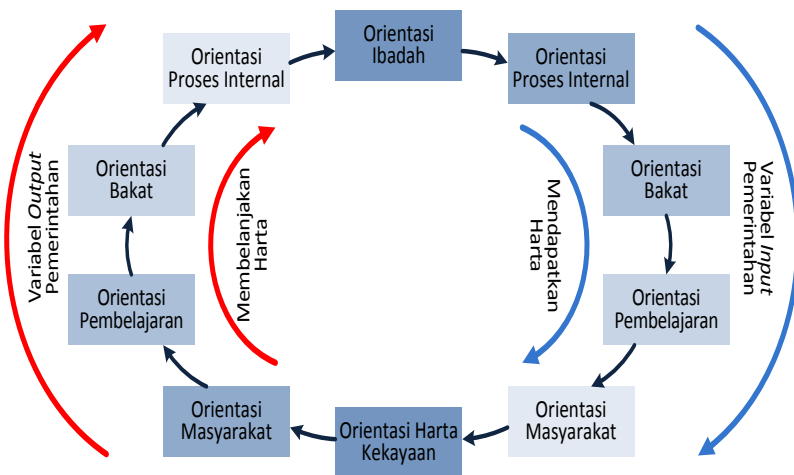 Orientasi
Ibadah
Orientasi
Proses Internal
Orientasi
Bakat
Orientasi
Pembelajaran
Orientasi
Masyarakat
Orientasi Harta
Kekayaan
Orientasi
Masyarakat
Orientasi
Pembelajaran
Orientasi
Bakat
Orientasi
Proses Internal
Variabel Output
Pemerintahan
Membelanjakan
Harta
Mendapatkan
Harta
Variabel Input
Pemerintahan